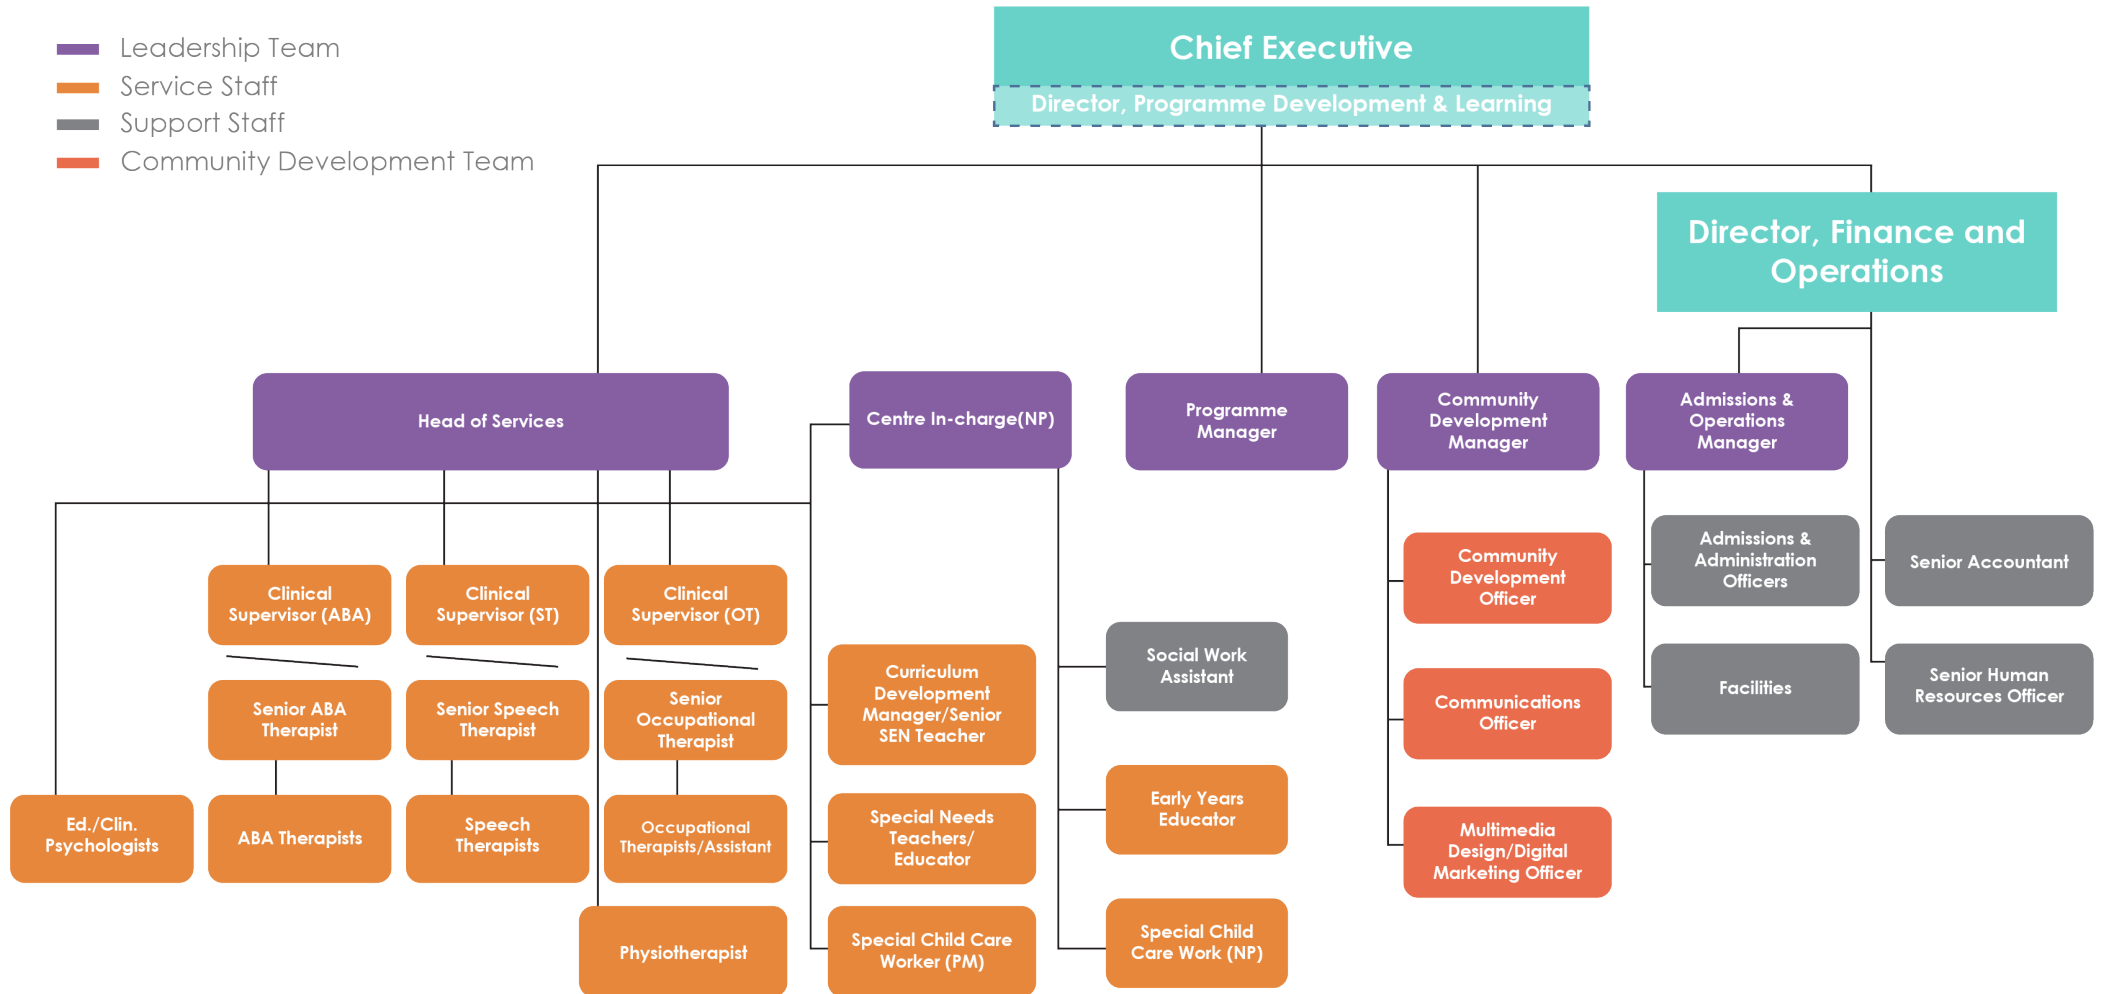 Leadership Team
Service Staff
Support Staff
Community Development Team
Chief Executive
Director, Programme Development & Learning
Director, Finance and
Operations
Head of Services
Centre In-charge(NP)
Programme
Manager
Community
Development
Manager
Admissions &
Operations
Manager
Clinical
Supervisor (ABA)
Clinical
Supervisor (ST)
Clinical
Supervisor (OT)
Senior ABA
Therapist
Senior Speech
Therapist
Senior
Occupational
Therapist
Ed./Clin.
Psychologists
ABA Therapists
Speech
Therapists
Occupational
Therapists/Assistant
Physiotherapist
Curriculum
Development
Manager/Senior
SEN Teacher
Special Needs
Teachers/
Educator
Special Child Care
Worker (PM)
Social Work
Assistant
Early Years
Educator
Special Child
Care Work (NP)
Community
Development
Officer
Communications
Officer
Multimedia
Design/Digital
Marketing Officer
Admissions &
Administration
Officers
Facilities
Senior Accountant
Senior Human
Resources Officer